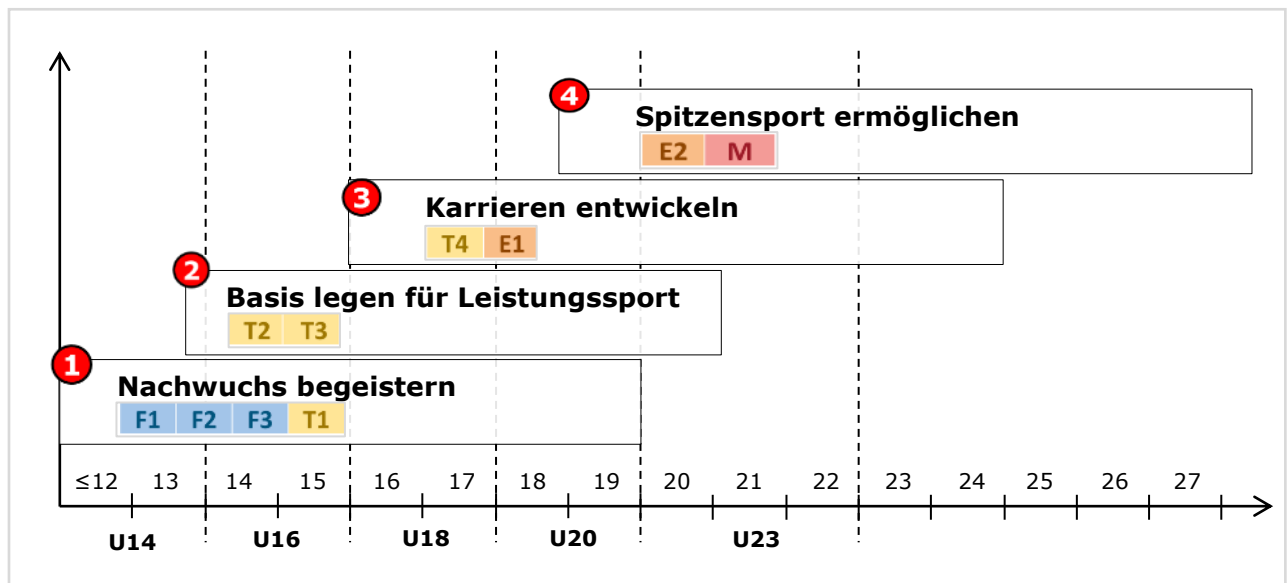 4
Spitzensport ermöglichen
E2 M
3
Karrieren entwickeln
T4 E1
2
Basis legen für Leistungssport
T2 T3
1
Nachwuchs begeistern
F1 F2 F3 T1
≤12 13 14 15 16 17 18 19 20 21 22 23 24 25 26 27
U14 U16 U18 U20 U23